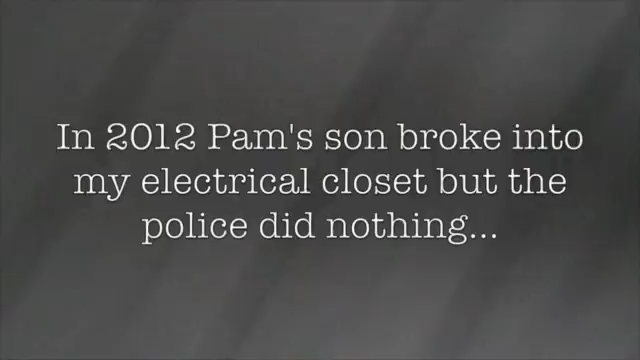 In 2012 Pam's son broke into
my electrical closet but the
police did nothing...